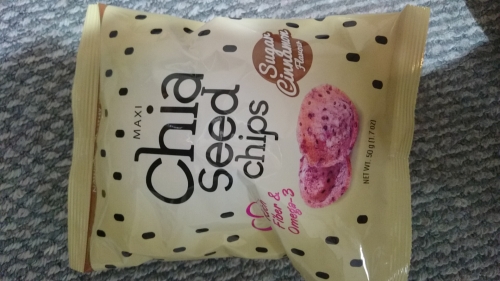 MAXI
Chia
seed
chips
Sugar
& Cinnamon
Flavour
Fiber &
Omega-3
NET Wt. 50 g (1.7 oz)